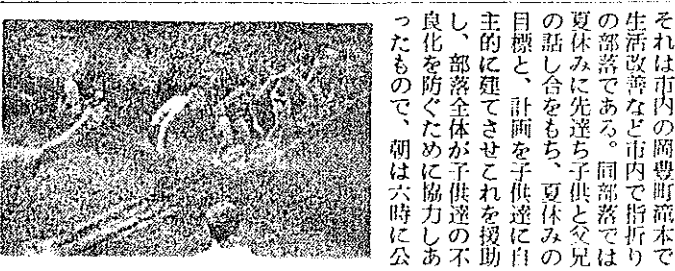 それは市内の岡豊町滝本で
生活改善など市内で指折り
の部落である。同部落では
夏休みに先達ち子供と父兄
の話し合をもち、夏休みの
目標と、計画を子供達に自
主的に建てさせこれを援助
し、部落全体が子供達の不
良化を防ぐために協力しあ
ったもので、朝は六時に公